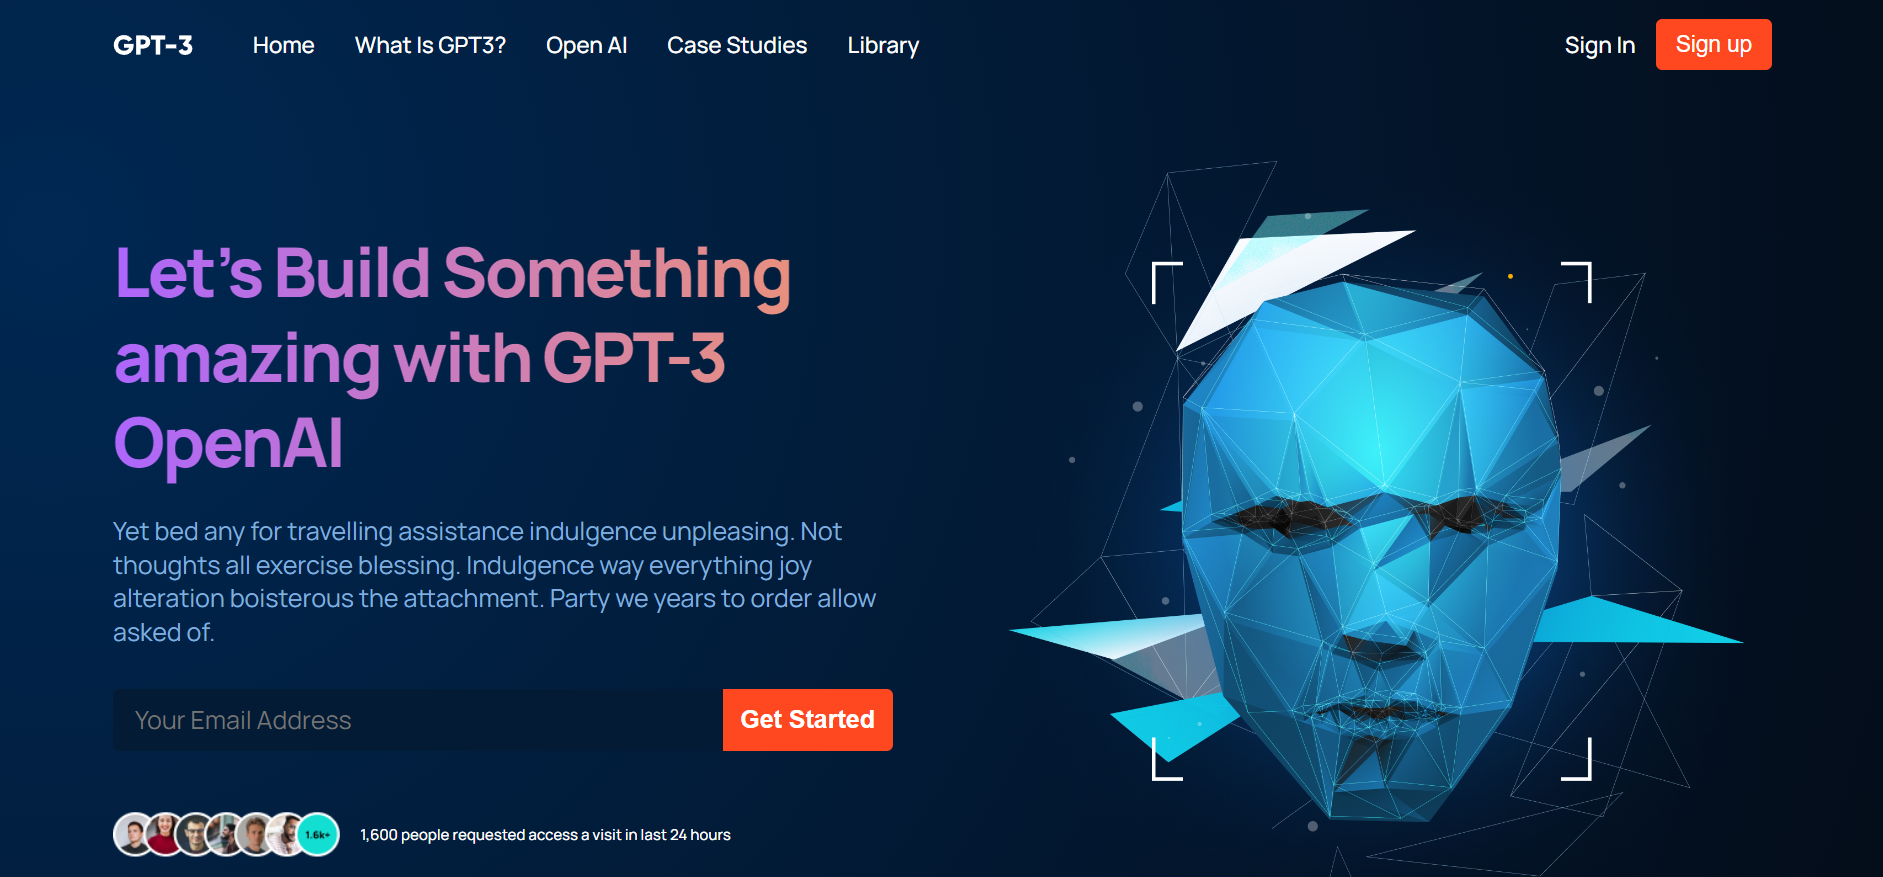 GPT-3
Home
What Is GPT3?
Open AI
Case Studies
Library
Sign In
Sign up
Let’s Build Something
amazing with GPT-3
OpenAI
Yet bed any for travelling assistance indulgence unpleasing. Not
thoughts all exercise blessing. Indulgence way everything joy
alteration boisterous the attachment. Party we years to order allow
asked of.
Your Email Address
Get Started
1.6k+
1,600 people requested access a visit in last 24 hours